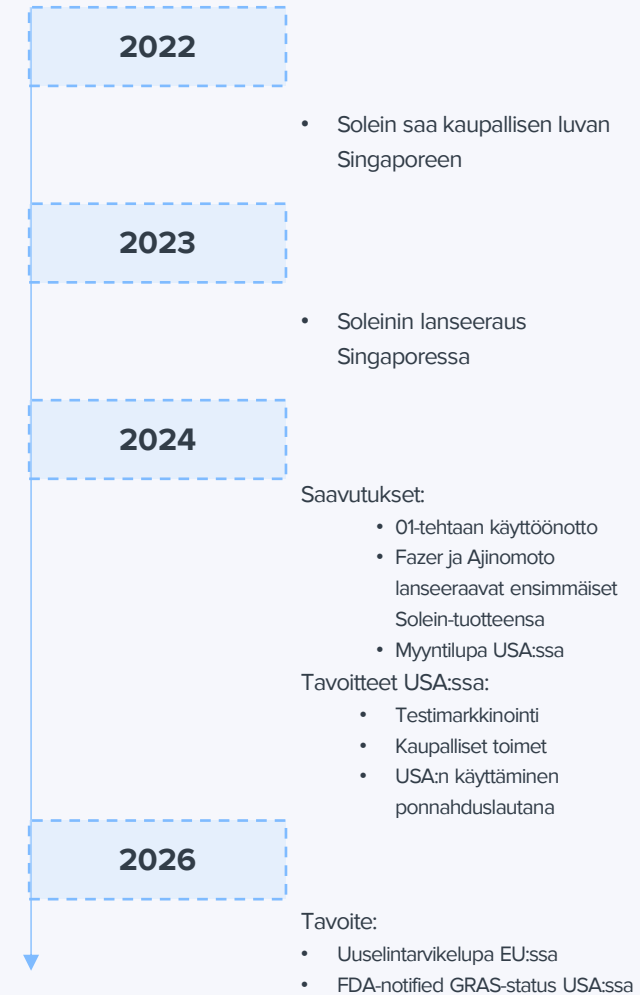 2022
• Solein saa kaupallisen luvan
Singaporeen
2023
• Soleinin lanseeraus
Singaporessa
2024
Saavutukset:
• 01-tehtaan käyttöönotto
• Fazer ja Ajinomoto
lanseeraavat ensimmäiset
Solein-tuotteensa
• Myyntilupa USA:ssa
Tavoitteet USA:ssa:
• Testimarkkinointi
• Kaupalliset toimet
• USA:n käyttäminen
ponnahduslautana
2026
Tavoite:
• Uuselintarvikelupa EU:ssa
• FDA-notified GRAS-status USA:ssa